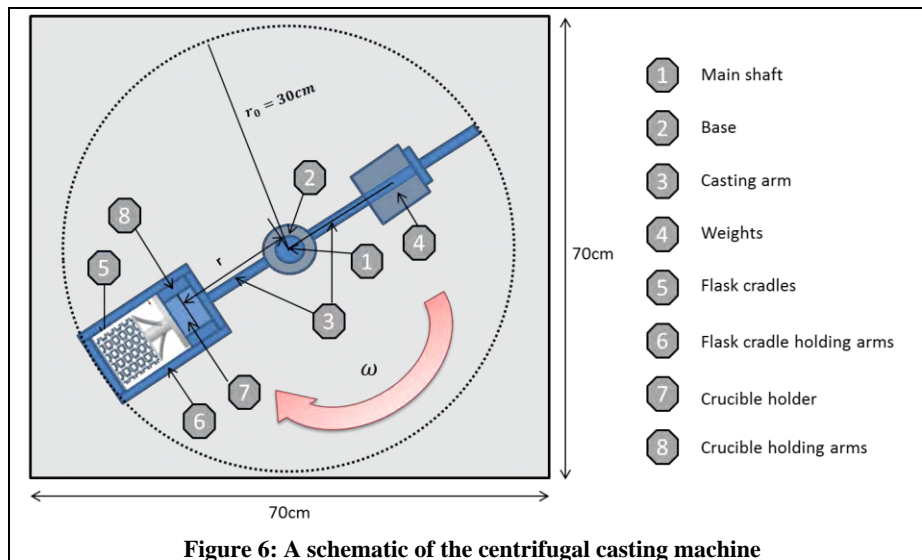 r₀ = 30cm
2
8
4
r
1
5
3
ω
7
6
70cm
70cm
1 Main shaft
2 Base
3 Casting arm
4 Weights
5 Flask cradles
6 Flask cradle holding arms
7 Crucible holder
8 Crucible holding arms
Figure 6: A schematic of the centrifugal casting machine